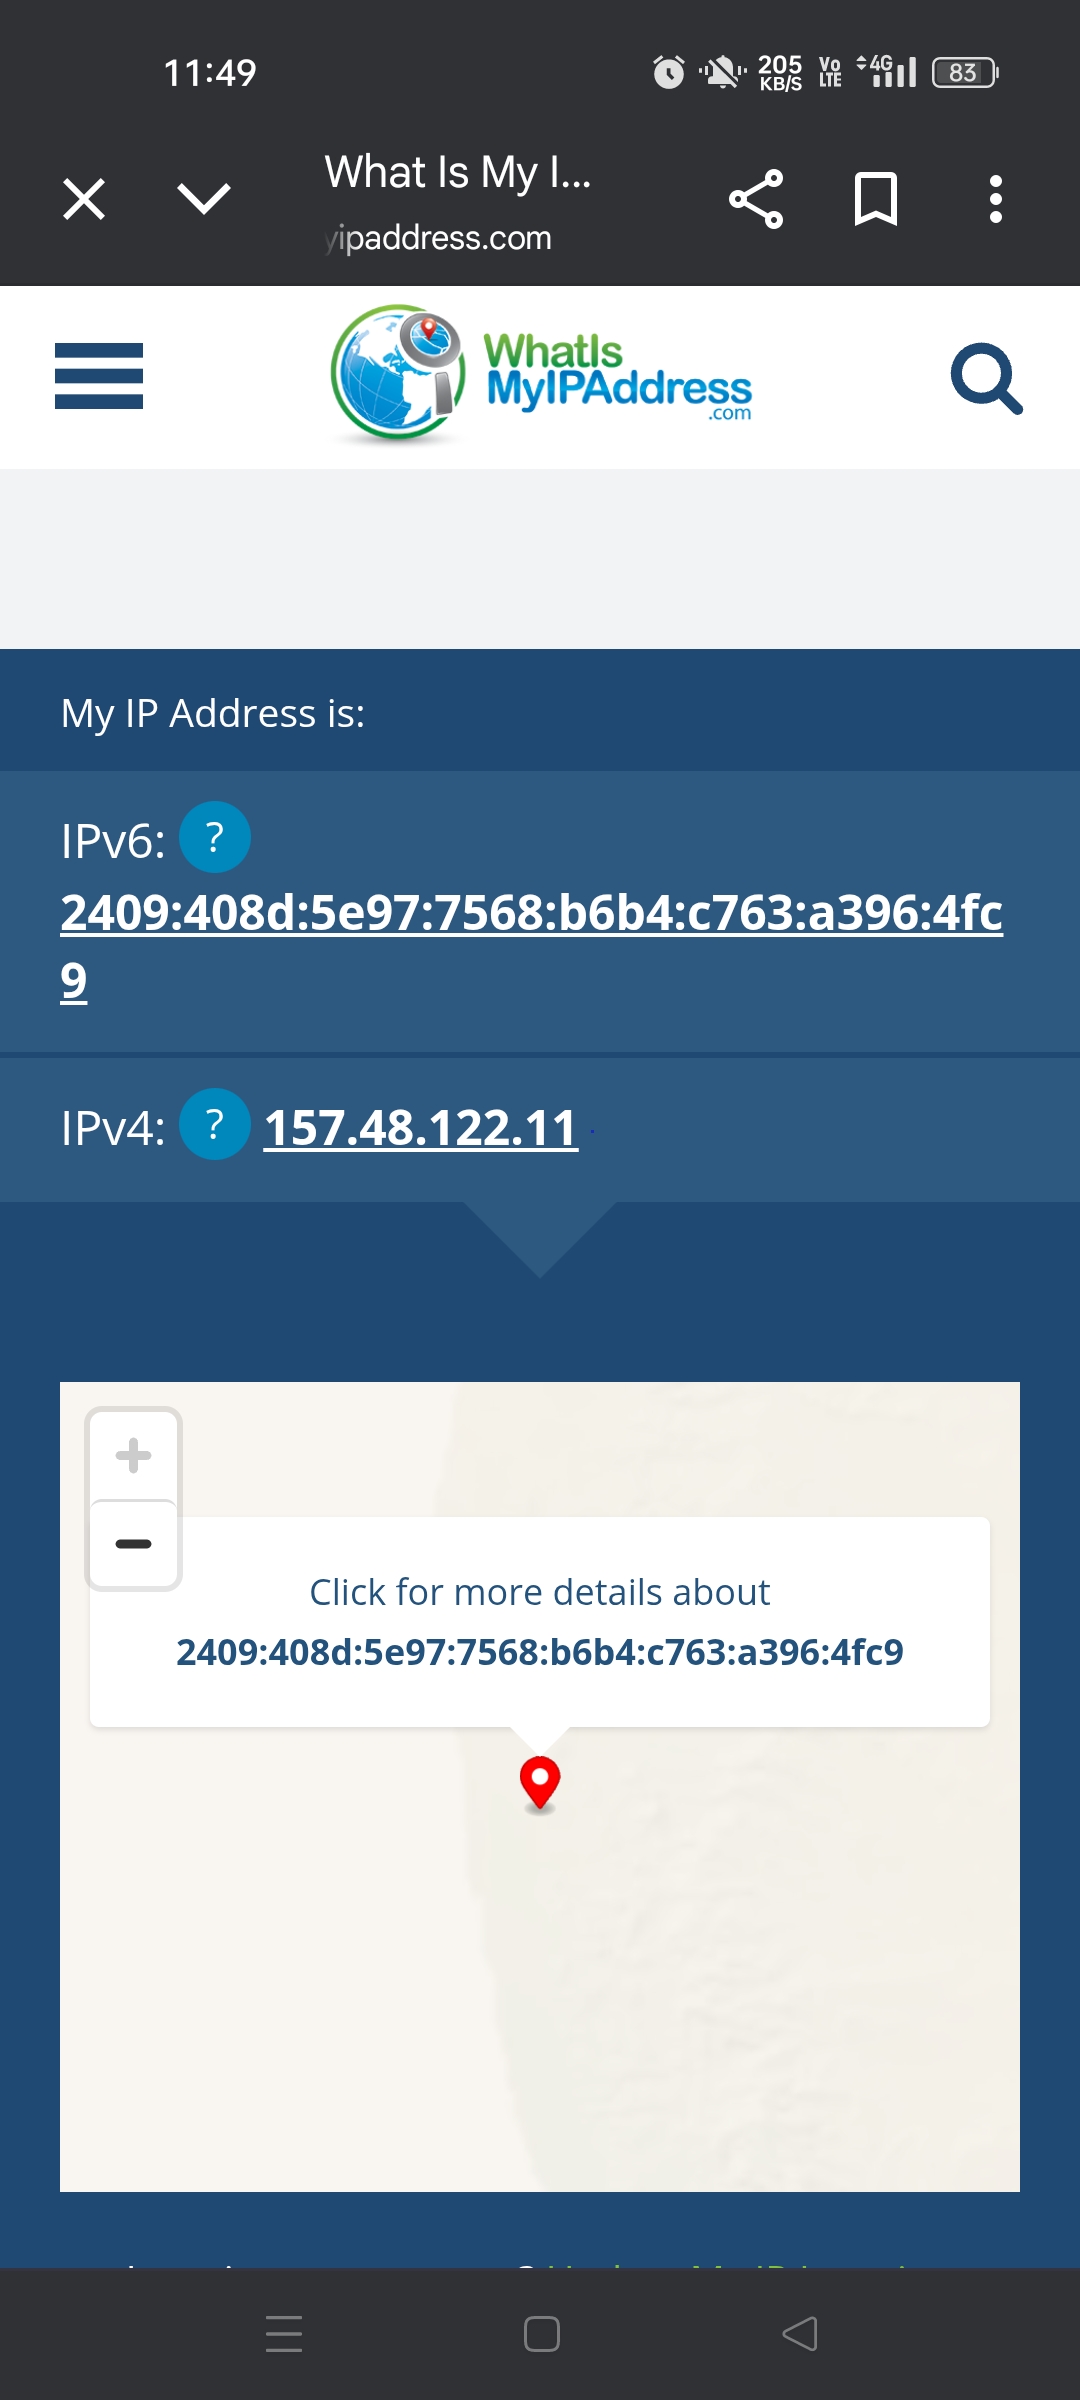 11:49
205
KB/S
Vo
LTE
4G
83
What Is My I...
yipaddress.com
WhatIs
MyIPAddress
.com
My IP Address is:
IPv6: ?
2409:408d:5e97:7568:b6b4:c763:a396:4fc
9
IPv4: ? 157.48.122.11
+
−
Click for more details about
2409:408d:5e97:7568:b6b4:c763:a396:4fc9